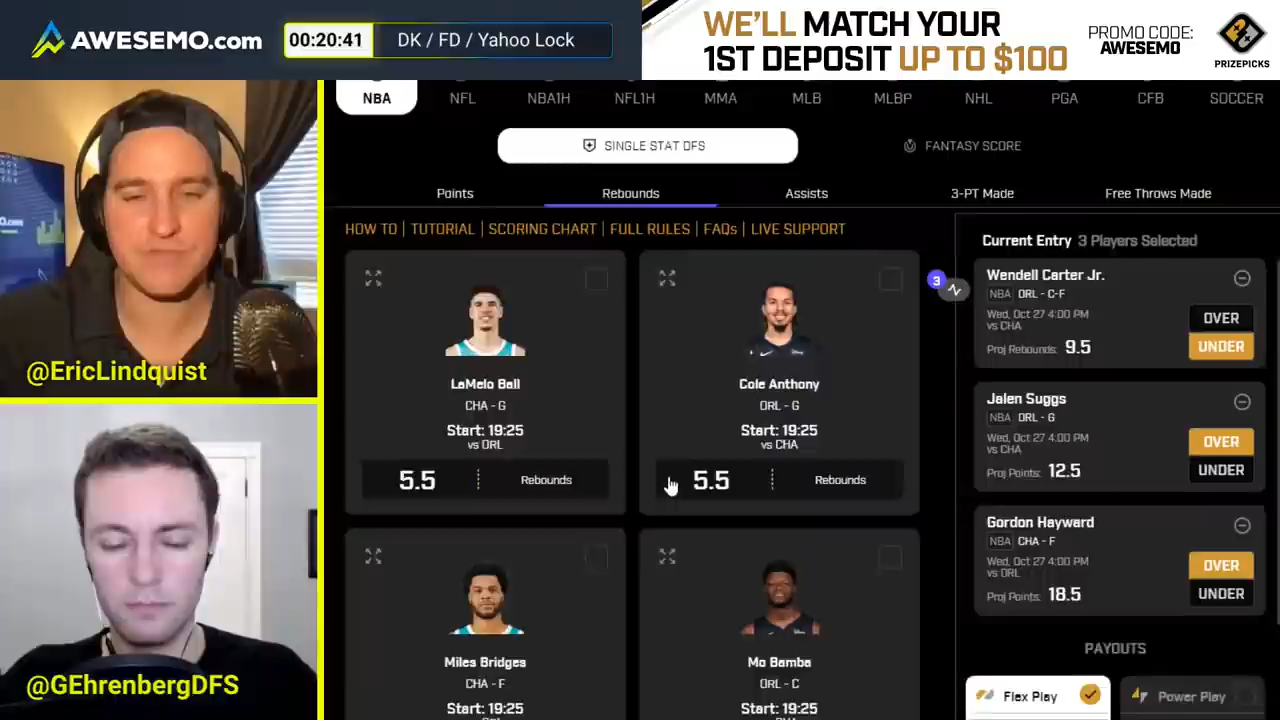 AWESEMO.com
00:20:41
DK / FD / Yahoo Lock
WE'LL MATCH YOUR
1ST DEPOSIT UP TO $100
PROMO CODE:
AWESEMO
PRIZEPICKS
NBA
NFL
NBA1H
NFL1H
MMA
MLB
MLBP
NHL
PGA
CFB
SOCCER
SINGLE STAT DFS
FANTASY SCORE
Points
Rebounds
Assists
3-PT Made
Free Throws Made
HOW TO | TUTORIAL | SCORING CHART | FULL RULES | FAQs | LIVE SUPPORT
LaMelo Ball
CHA - G
Start: 19:25
vs ORL
5.5
Rebounds
Cole Anthony
ORL - G
Start: 19:25
vs CHA
5.5
Rebounds
Miles Bridges
CHA - F
Start: 19:25
Mo Bamba
ORL - C
Start: 19:25
3
Current Entry 3 Players Selected
Wendell Carter Jr.
NBA ORL - C-F
Wed, Oct 27 4:00 PM
vs CHA
Proj Rebounds: 9.5
OVER
UNDER
Jalen Suggs
NBA ORL - G
Wed, Oct 27 4:00 PM
vs CHA
Proj Points: 12.5
OVER
UNDER
Gordon Hayward
NBA CHA - F
Wed, Oct 27 4:00 PM
vs ORL
Proj Points: 18.5
OVER
UNDER
PAYOUTS
Flex Play
Power Play
@EricLindquist
@GEhrenbergDFS